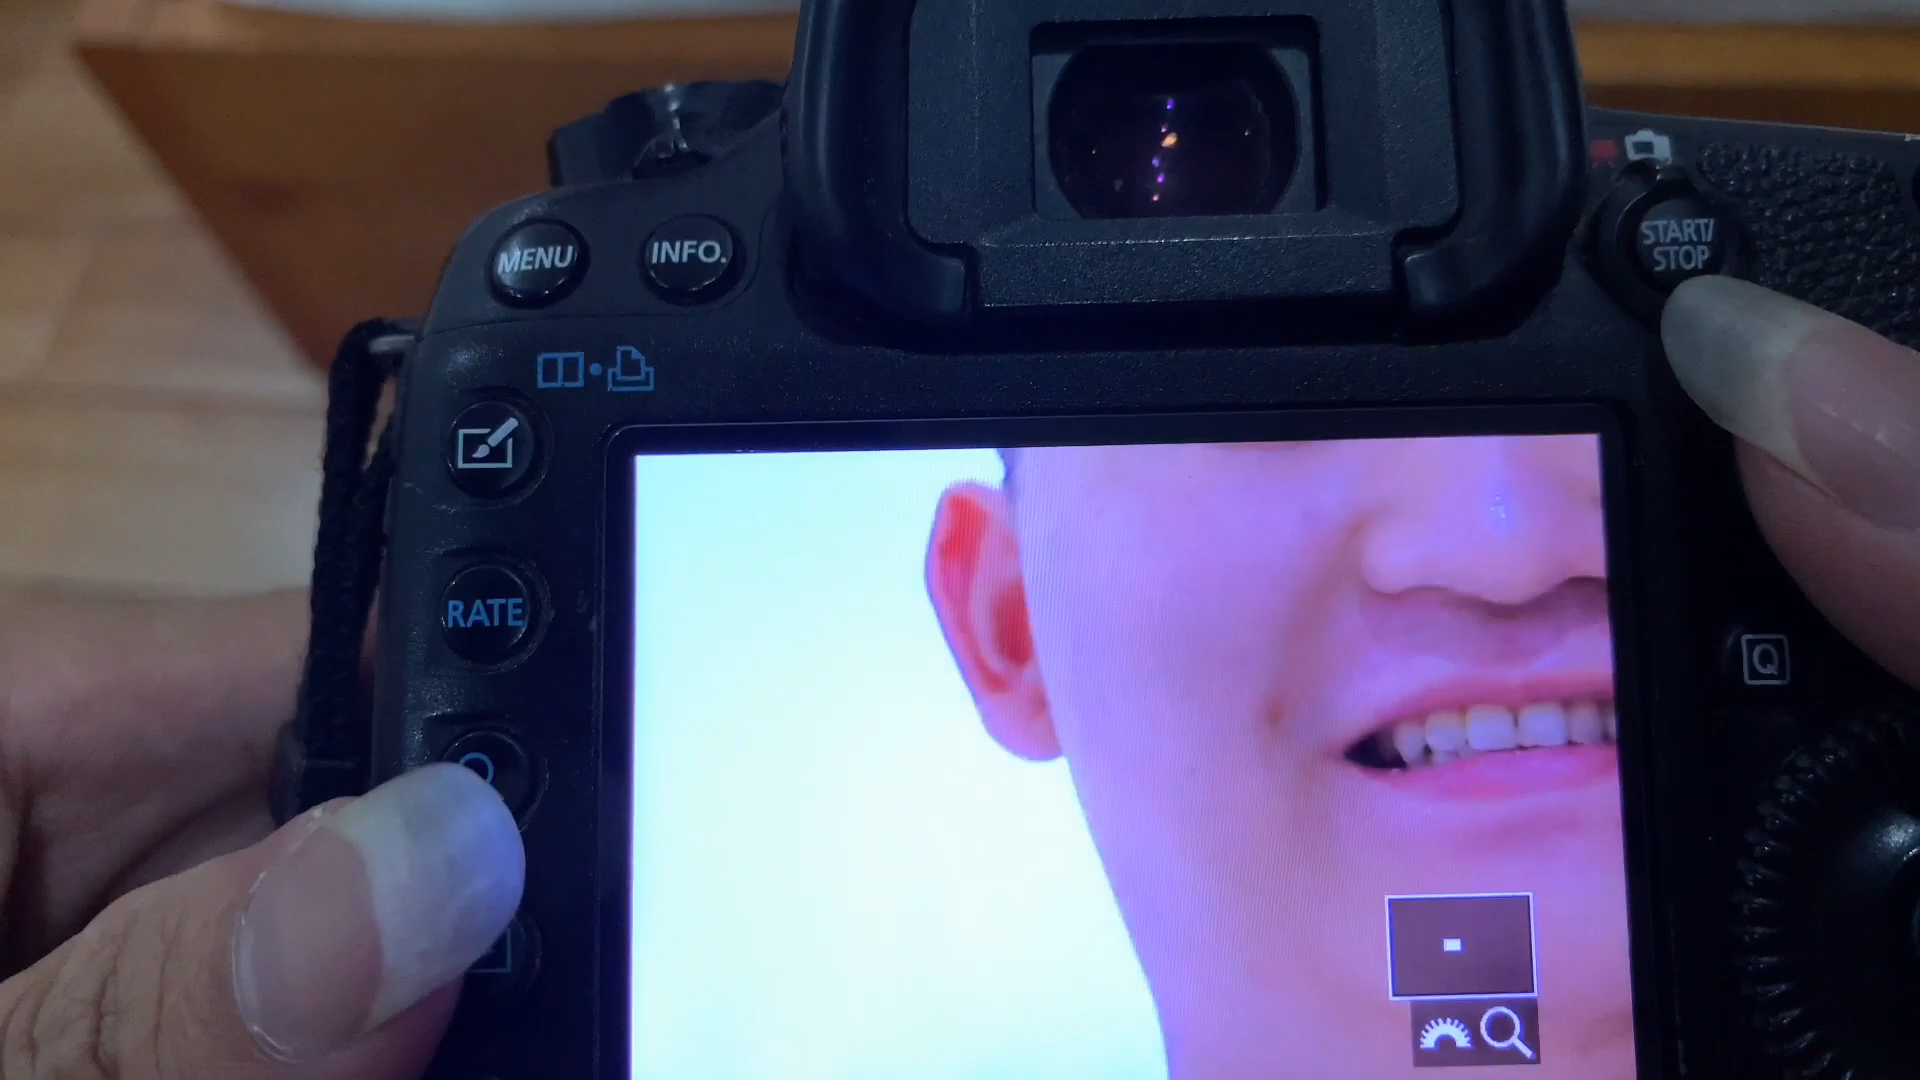 MENU
INFO.
START/
STOP
RATE
Q